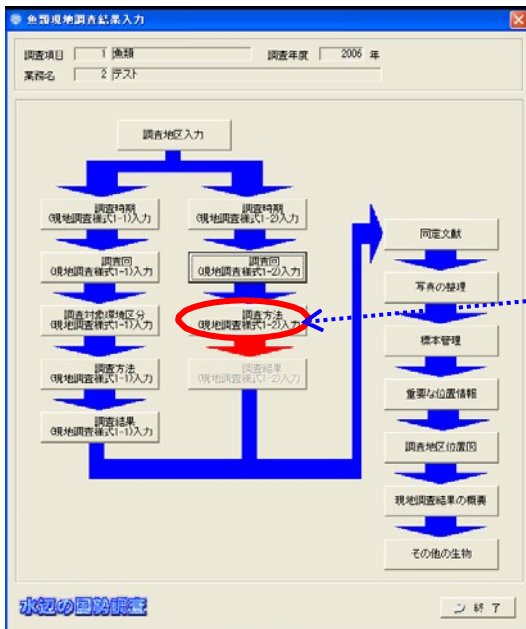 魚類現地調査結果入力
調査項目 1 魚類 調査年度 2006 年
業務名 2 テスト
調査地区入力
調査時期
(現地調査様式1-1)入力
調査時期
(現地調査様式1-2)入力
調査回
(現地調査様式1-1)入力
調査回
(現地調査様式1-2)入力
調査対象環境区分
(現地調査様式1-1)入力
調査方法
(現地調査様式1-2)入力
調査方法
(現地調査様式1-1)入力
調査結果
(現地調査様式1-2)入力
調査結果
(現地調査様式1-1)入力
同定文献
写真の整理
標本管理
重要な位置情報
調査地区位置図
現地調査結果の概要
その他の生物
水辺の国勢調査
終 了